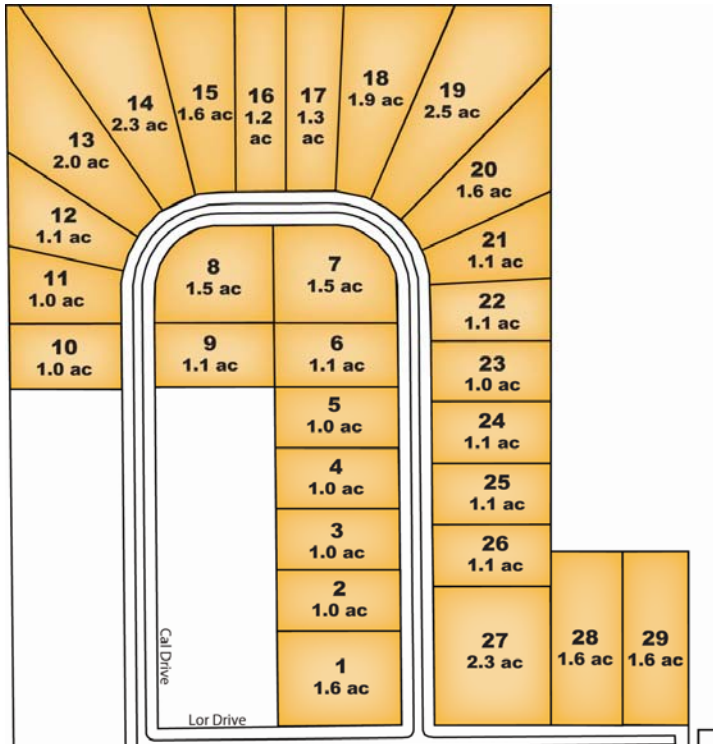 15
1.6 ac
16
1.2
ac
17
1.3
ac
18
1.9 ac
19
2.5 ac
14
2.3 ac
13
2.0 ac
20
1.6 ac
12
1.1 ac
21
1.1 ac
11
1.0 ac
8
1.5 ac
7
1.5 ac
22
1.1 ac
10
1.0 ac
9
1.1 ac
6
1.1 ac
23
1.0 ac
5
1.0 ac
24
1.1 ac
4
1.0 ac
25
1.1 ac
3
1.0 ac
26
1.1 ac
2
1.0 ac
27
2.3 ac
28
1.6 ac
29
1.6 ac
Cal Drive
1
1.6 ac
Lor Drive